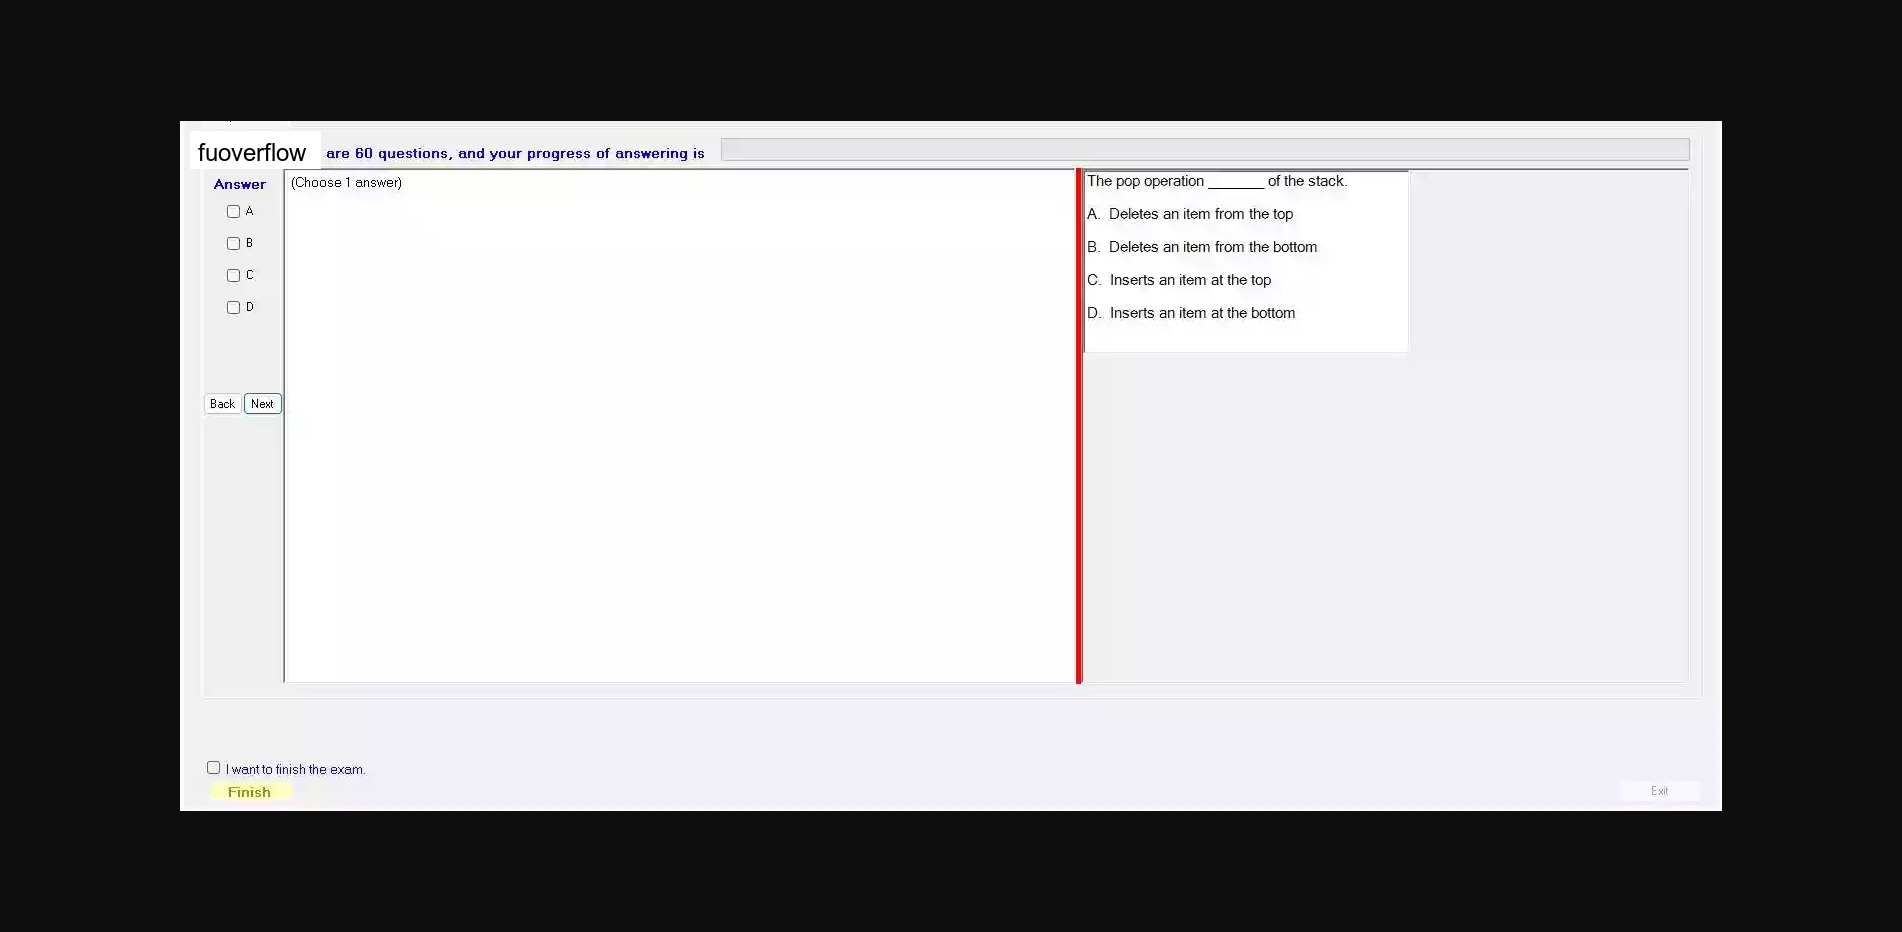 fuoverflow are 60 questions, and your progress of answering is
Answer
(Choose 1 answer)
A
B
C
D
Back Next
The pop operation _______ of the stack.
A. Deletes an item from the top
B. Deletes an item from the bottom
C. Inserts an item at the top
D. Inserts an item at the bottom
I want to finish the exam.
Finish
Exit